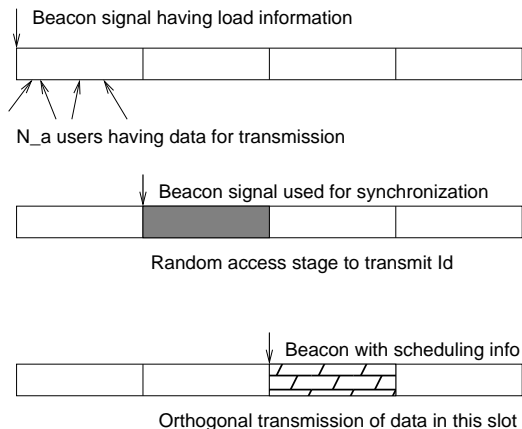 Beacon signal having load information
N_a users having data for transmission
Beacon signal used for synchronization
Random access stage to transmit Id
Beacon with scheduling info
Orthogonal transmission of data in this slot